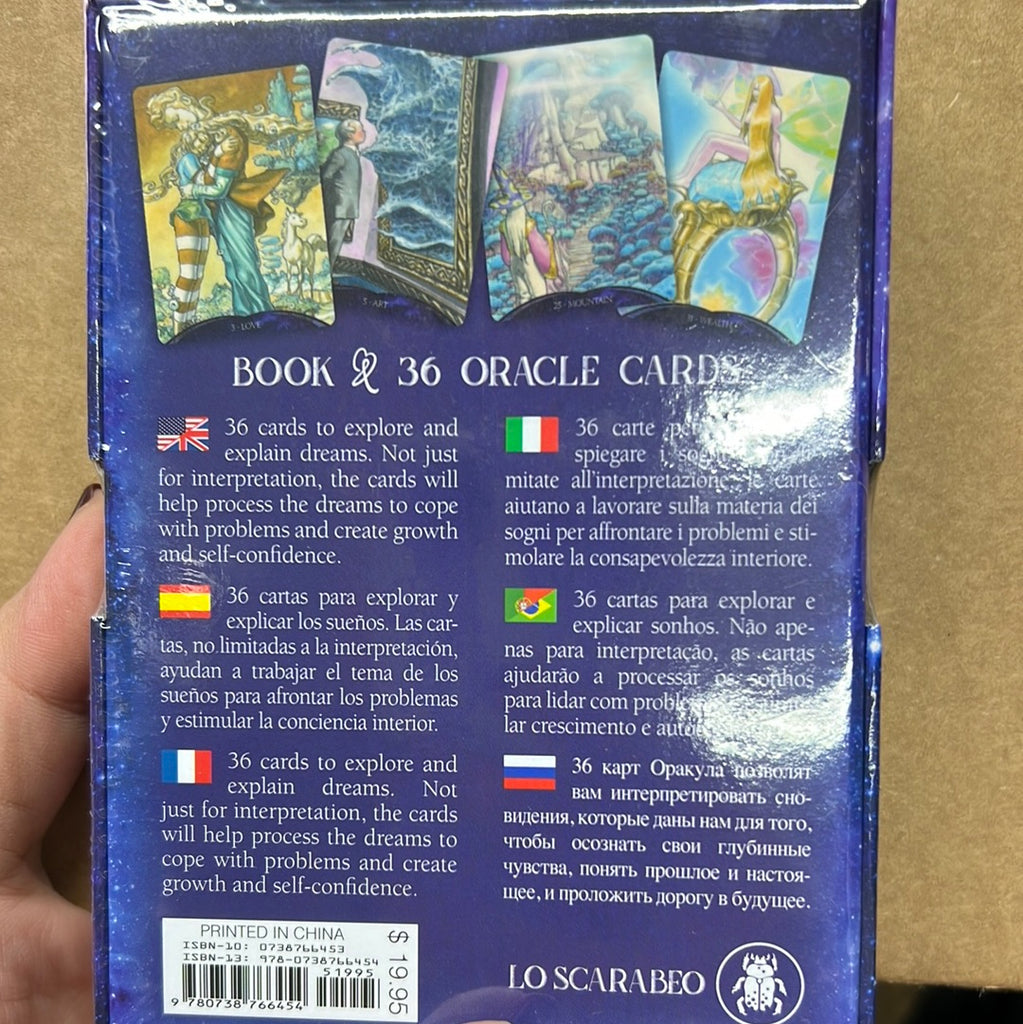 3 - LOVE
5 - ART
25 - MOUNTAIN
WEALTH
BOOK & 36 ORACLE CARDS
36 cards to explore and
explain dreams. Not just
for interpretation, the cards will
help process the dreams to cope
with problems and create growth
and self-confidence.
36 cartas para explorar y
explicar los sueños. Las car-
tas, no limitadas a la interpretación,
ayudan a trabajar el tema de los
sueños para afrontar los problemas
y estimular la conciencia interior.
36 cards to explore and
explain dreams. Not
just for interpretation, the cards
will help process the dreams to
cope with problems and create
growth and self-confidence.
36 carte
spiegare i
mitate all'interpretazione, le carte
aiutano a lavorare sulla materia dei
sogni per affrontare i problemi e sti-
molare la consapevolezza interiore.
36 cartas para explorar e
explicar sonhos. Não ape-
nas para interpretação, as cartas
ajudarão a processar os sonhos
para lidar com
lar crescimento e
36 карт Оракула позволят
вам интерпретировать сно-
видения, которые даны нам для того,
чтобы осознать свои глубинные
чувства, понять прошлое и настоя-
щее, и проложить дорогу в будущее.
PRINTED IN CHINA
ISBN-10: 0738766453
ISBN-13: 978-0738766454
51995
9 780738 766454
$ 19.95
LO SCARABEO